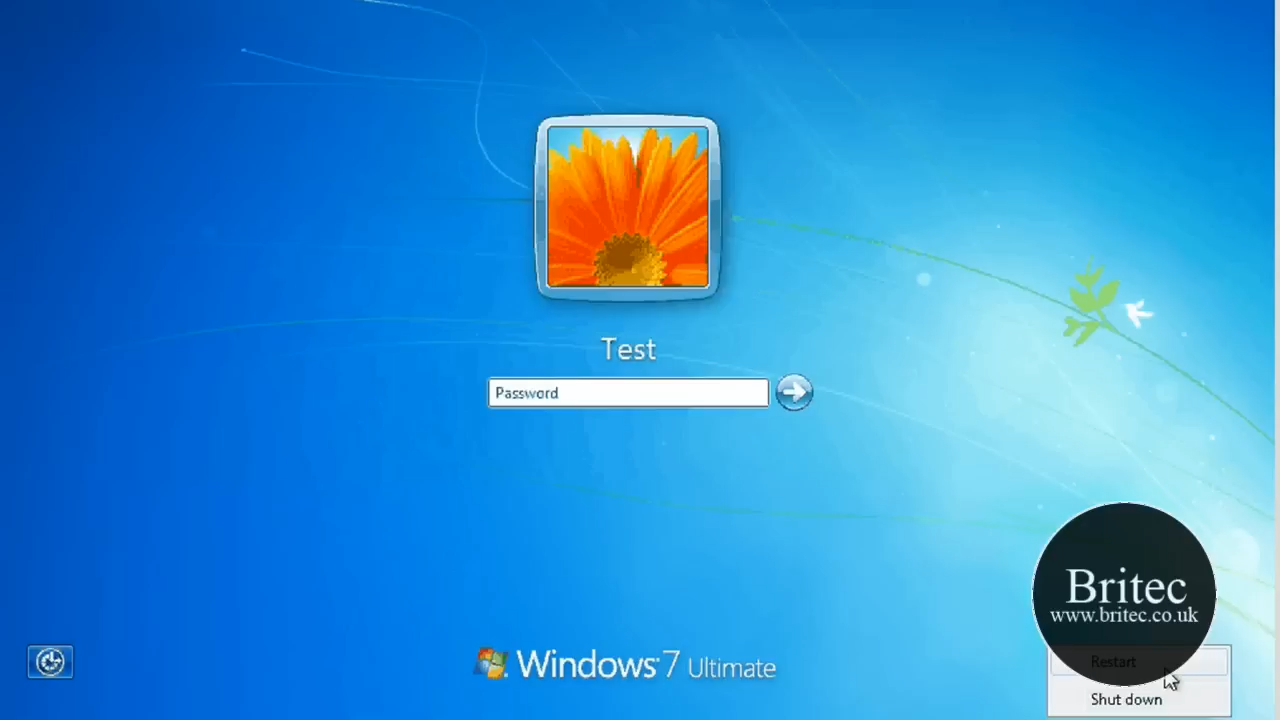 Test
Password
Britec
www.britec.co.uk
Restart
Shut down
Windows 7 Ultimate